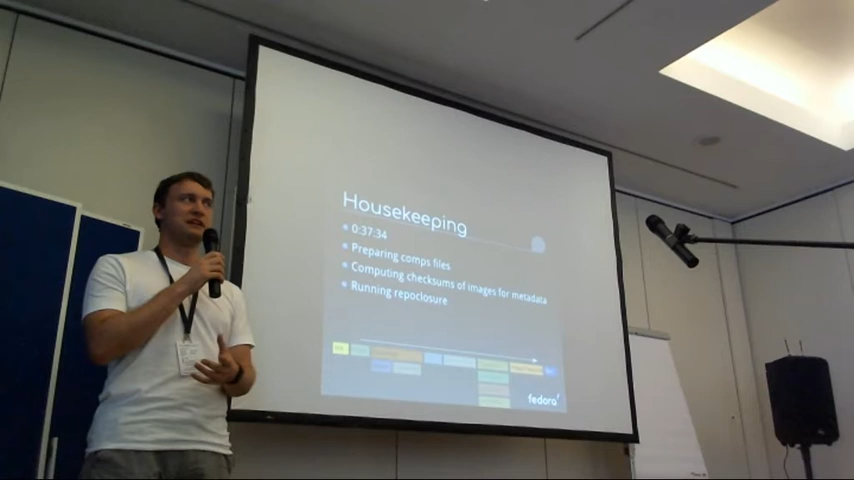 Housekeeping
0:37:34
Preparing comps files
Computing checksums of images for metadata
Running repoclosure
fedora